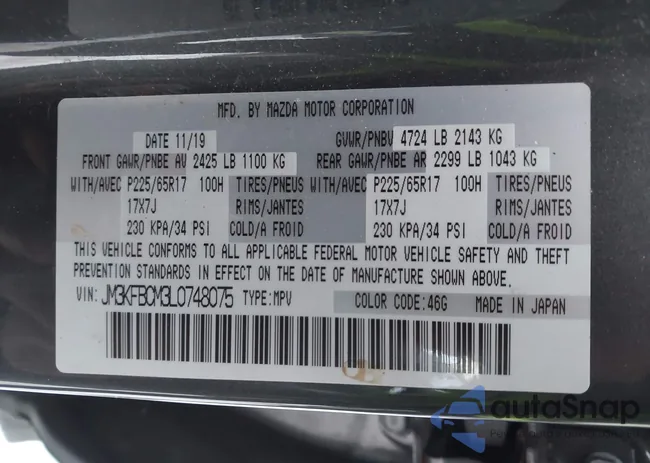 MFD. BY MAZDA MOTOR CORPORATION
DATE 11/19 GVWR/PNBV 4724 LB 2143 KG
FRONT GAWR/PNBE AV 2425 LB 1100 KG REAR GAWR/PNBE AR 2299 LB 1043 KG
WITH/AVEC P225/65R17 100H TIRES/PNEUS WITH/AVEC P225/65R17 100H TIRES/PNEUS
17X7J RIMS/JANTES 17X7J RIMS/JANTES
230 KPA/34 PSI COLD/A FROID 230 KPA/34 PSI COLD/A FROID
THIS VEHICLE CONFORMS TO ALL APPLICABLE FEDERAL MOTOR VEHICLE SAFETY AND THEFT
PREVENTION STANDARDS IN EFFECT ON THE DATE OF MANUFACTURE SHOWN ABOVE.
VIN: JM3KFBCM3L0748075 TYPE:MPV COLOR CODE:46G MADE IN JAPAN
autoSnap